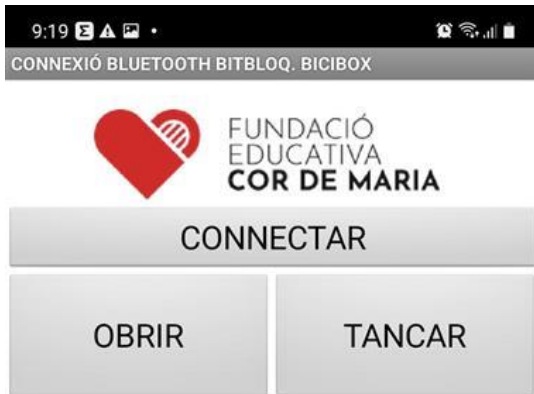 9:19
CONNEXIÓ BLUETOOTH BITBLOQ. BICIBOX
FUNDACIÓ
EDUCATIVA
COR DE MARIA
CONNECTAR
OBRIR
TANCAR